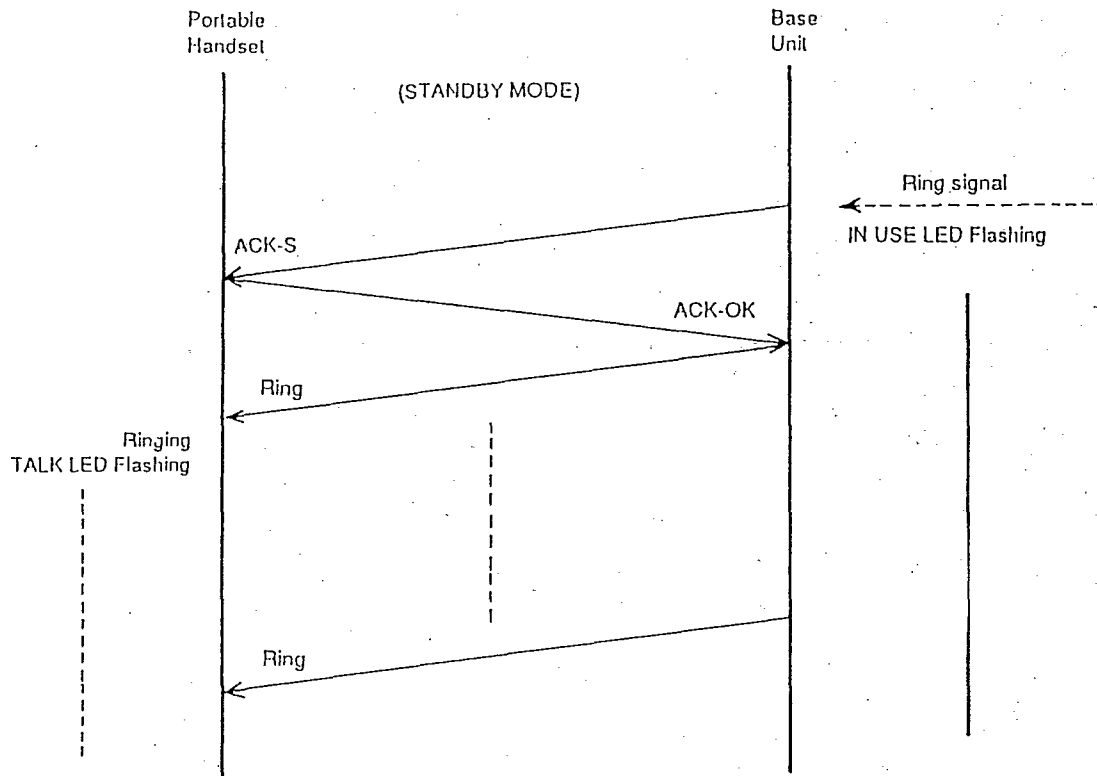 Portable
Handset
Base
Unit
(STANDBY MODE)
Ring signal
IN USE LED Flashing
ACK-S
ACK-OK
Ring
Ringing
TALK LED Flashing
Ring